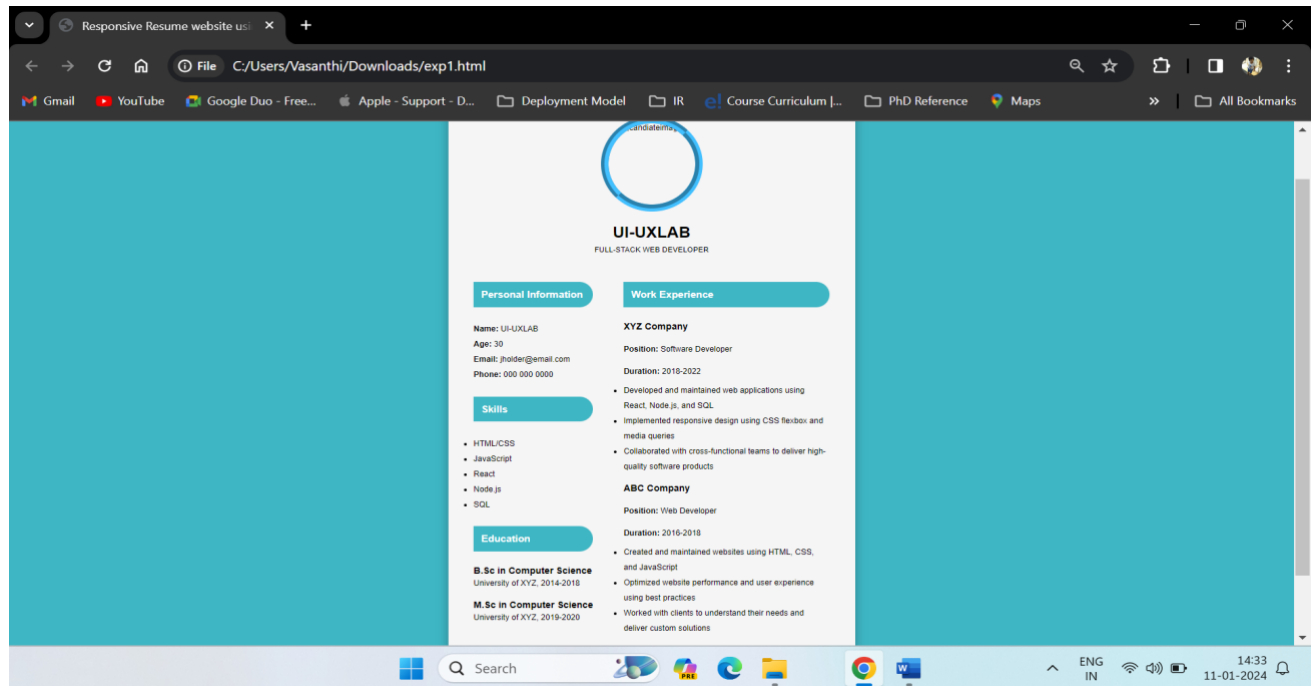 Responsive Resume website usi
File C:/Users/Vasanthi/Downloads/exp1.html
Gmail YouTube Google Duo - Free... Apple - Support - D... Deployment Model IR Course Curriculum |... PhD Reference Maps » All Bookmarks
candiateimag
UI-UXLAB
FULL-STACK WEB DEVELOPER
Personal Information
Name: UI-UXLAB
Age: 30
Email: jholder@email.com
Phone: 000 000 0000
Skills
• HTML/CSS
• JavaScript
• React
• Node.js
• SQL
Education
B.Sc in Computer Science
University of XYZ, 2014-2018
M.Sc in Computer Science
University of XYZ, 2019-2020
Work Experience
XYZ Company
Position: Software Developer
Duration: 2018-2022
• Developed and maintained web applications using
React, Node.js, and SQL
• Implemented responsive design using CSS flexbox and
media queries
• Collaborated with cross-functional teams to deliver high-
quality software products
ABC Company
Position: Web Developer
Duration: 2016-2018
• Created and maintained websites using HTML, CSS,
and JavaScript
• Optimized website performance and user experience
using best practices
• Worked with clients to understand their needs and
deliver custom solutions
Search
PRE
W
ENG
IN
14:33
11-01-2024